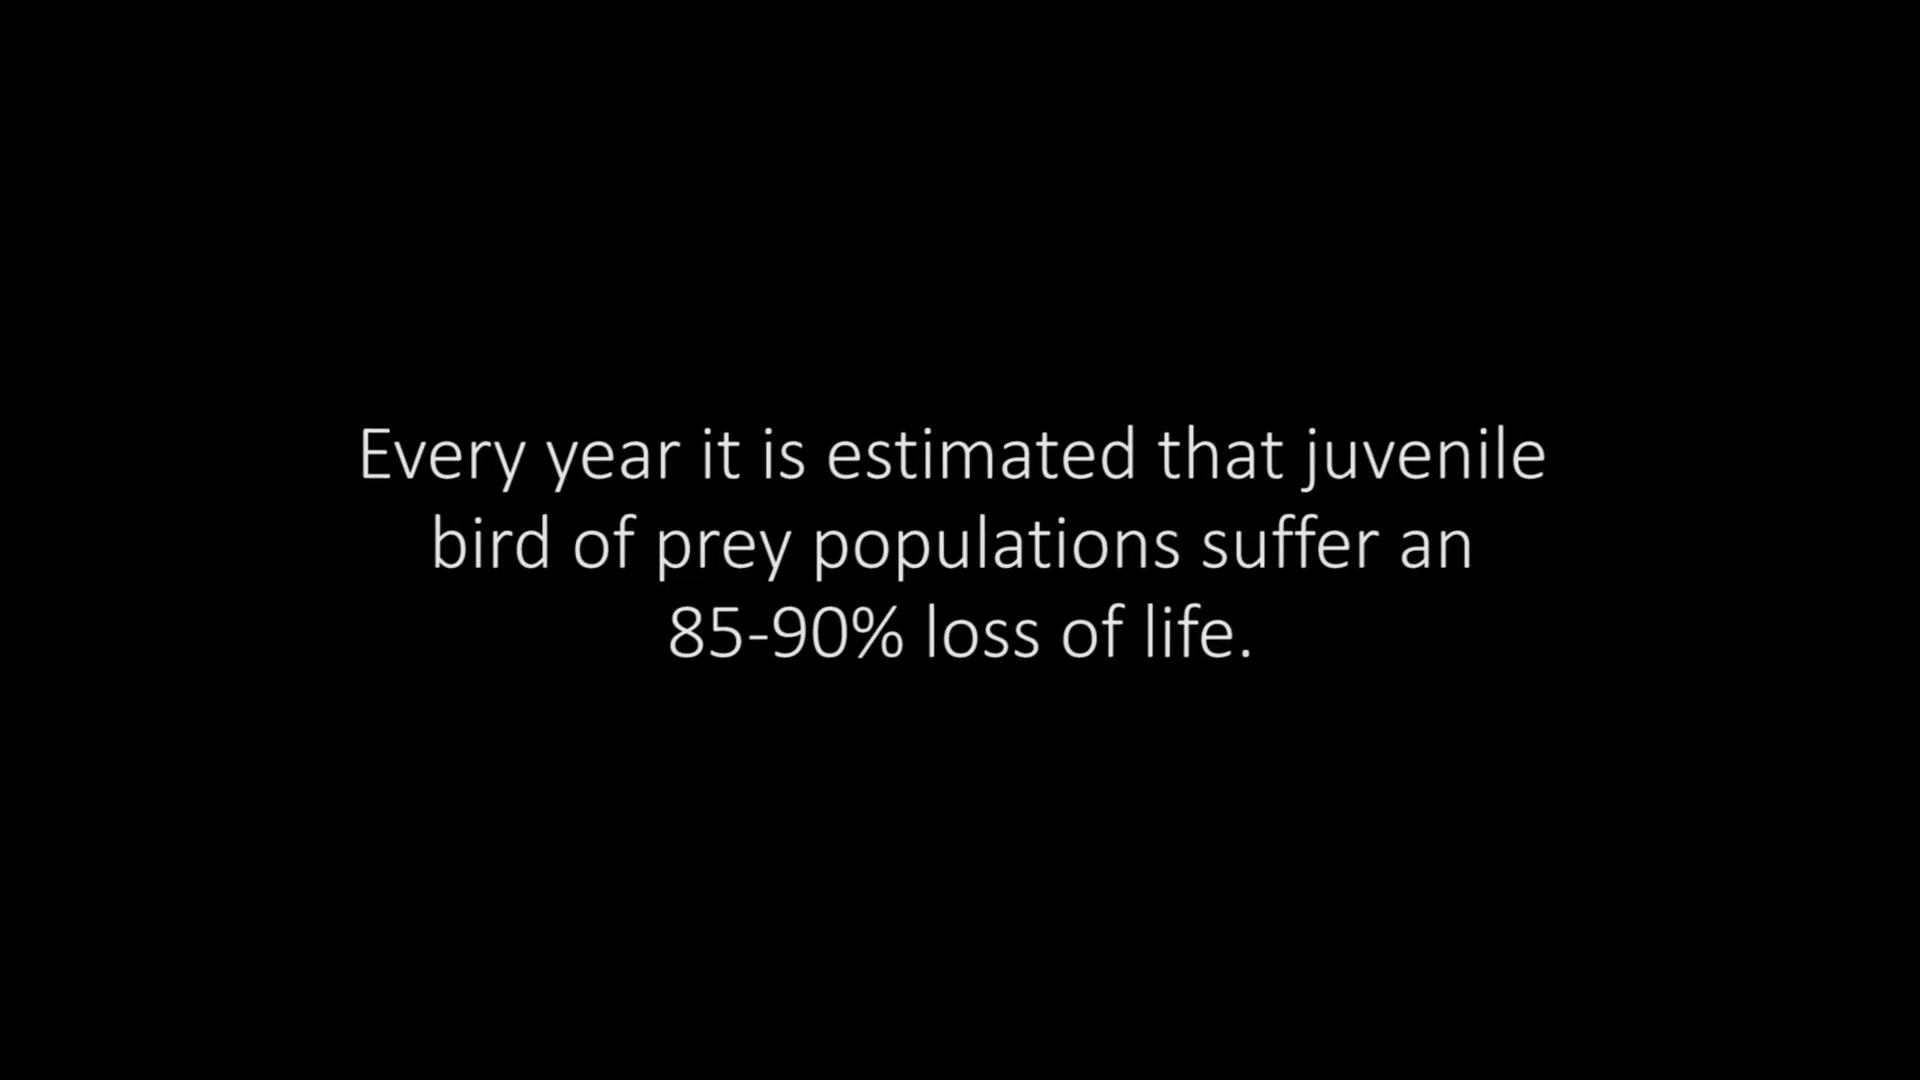 Every year it is estimated that juvenile
bird of prey populations suffer an
85-90% loss of life.